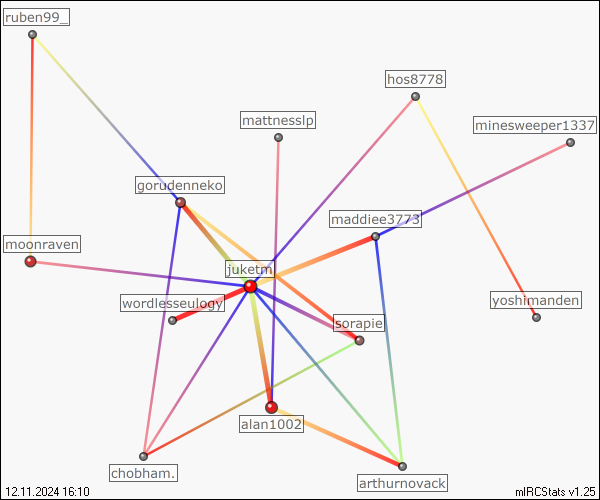 ruben99_
hos8778
mattnesslp
minesweeper1337
gorudenneko
maddiee3773
moonraven
juketm
wordlesseulogy
yoshimanden
sorapie
alan1002
chobham.
arthurnovack
12.11.2024 16:10
mIRCStats v1.25